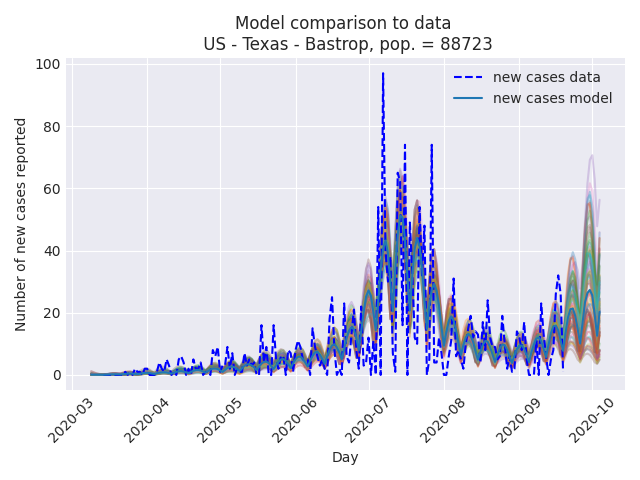 Model comparison to data
US - Texas - Bastrop, pop. = 88723
new cases data
new cases model
Number of new cases reported
100
80
60
40
20
0
2020-03
2020-04
2020-05
2020-06
2020-07
2020-08
2020-09
2020-10
Day